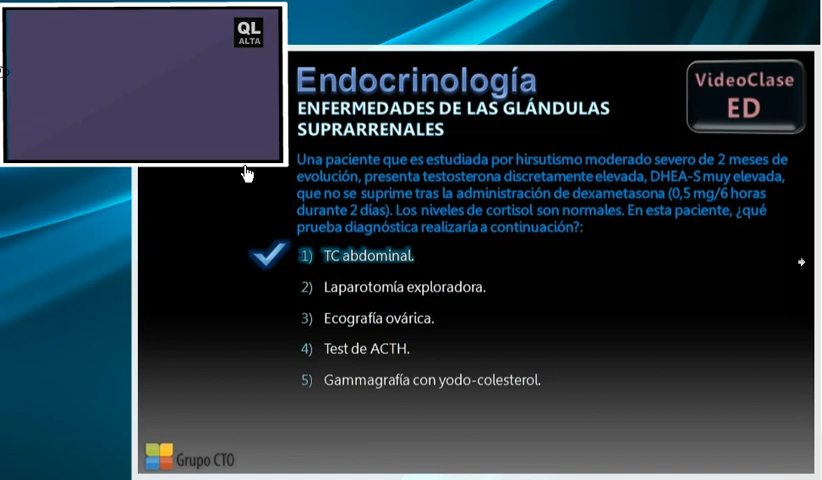 QL
ALTA
Endocrinología
ENFERMEDADES DE LAS GLÁNDULAS
SUPRARRENALES
VideoClase
ED
Una paciente que es estudiada por hirsutismo moderado severo de 2 meses de
evolución, presenta testosterona discretamente elevada, DHEA-S muy elevada,
que no se suprime tras la administración de dexametasona (0,5 mg/6 horas
durante 2 días). Los niveles de cortisol son normales. En esta paciente, ¿qué
prueba diagnóstica realizaría a continuación?:
1) TC abdominal.
2) Laparotomía exploradora.
3) Ecografía ovárica.
4) Test de ACTH.
5) Gammagrafía con yodo-colesterol.
Grupo CTO